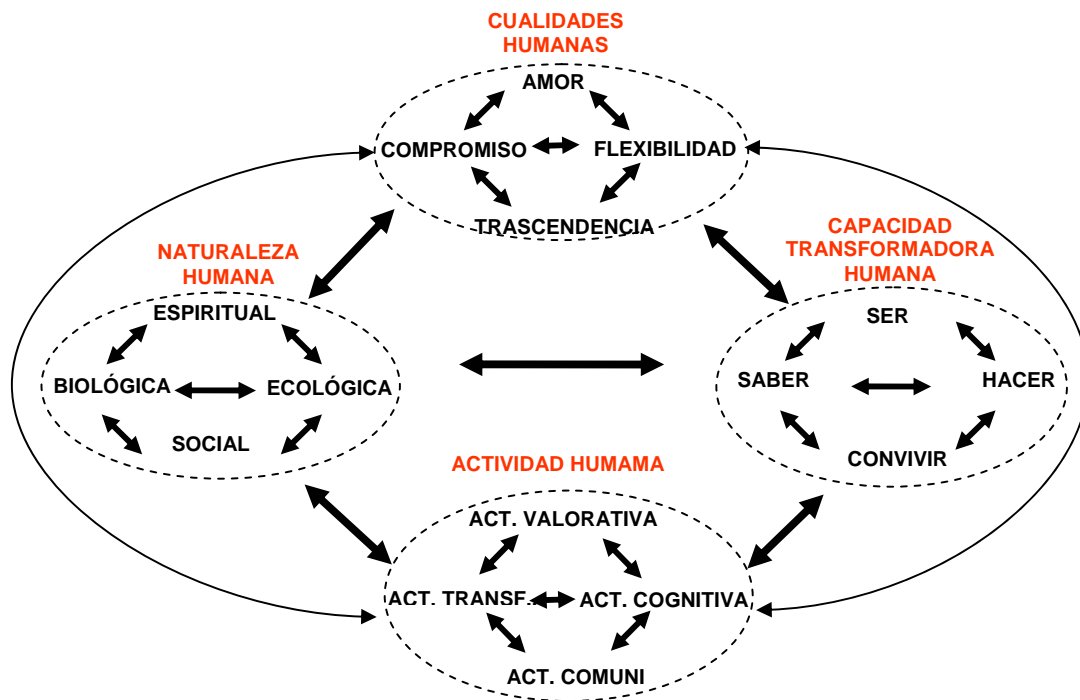 CUALIDADES
HUMANAS
AMOR
COMPROMISO
FLEXIBILIDAD
TRASCENDENCIA
NATURALEZA
HUMANA
ESPIRITUAL
BIOLÓGICA
ECOLÓGICA
SOCIAL
CAPACIDAD
TRANSFORMADORA
HUMANA
SER
SABER
HACER
CONVIVIR
ACTIVIDAD HUMAMA
ACT. VALORATIVA
ACT. TRANSF..
ACT. COGNITIVA
ACT. COMUNI